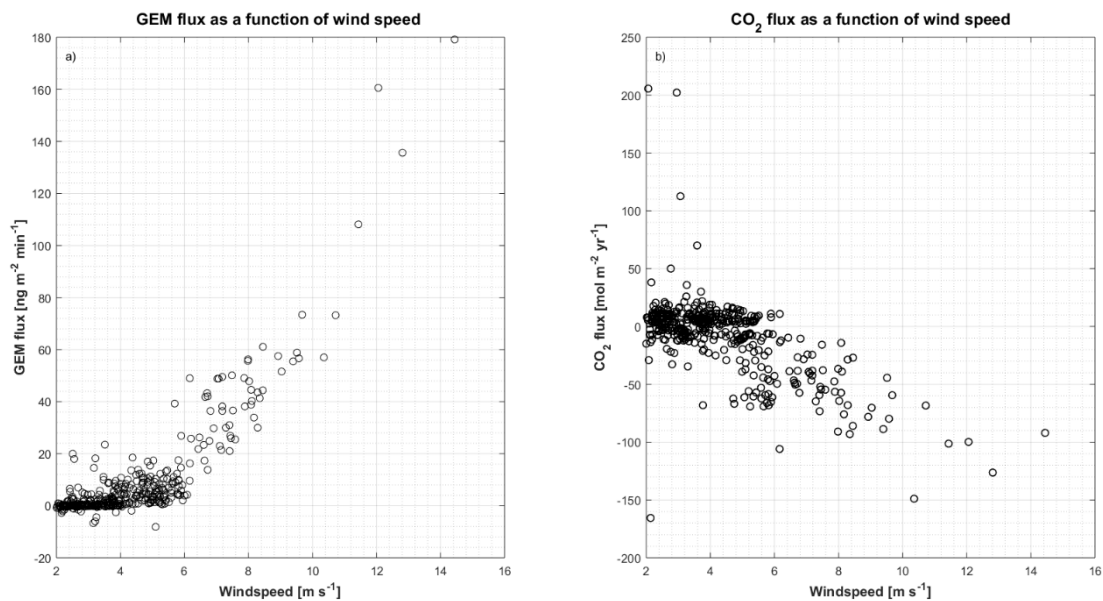 GEM flux as a function of wind speed
a)
GEM flux [ng m⁻² min⁻¹]
180
160
140
120
100
80
60
40
20
0
-20
2 4 6 8 10 12 14 16
Windspeed [m s⁻¹]
CO₂ flux as a function of wind speed
b)
CO₂ flux [mol m⁻² yr⁻¹]
250
200
150
100
50
0
-50
-100
-150
-200
2 4 6 8 10 12 14 16
Windspeed [m s⁻¹]